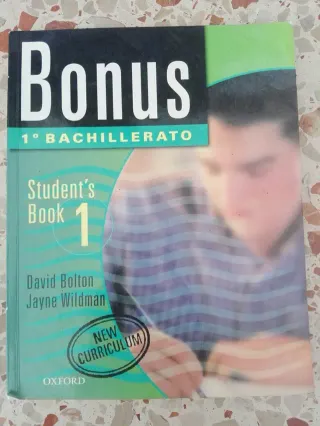 Bonus
1º BACHILLERATO
Student's
Book 1
David Bolton
Jayne Wildman
NEW
CURRICULUM
OXFORD